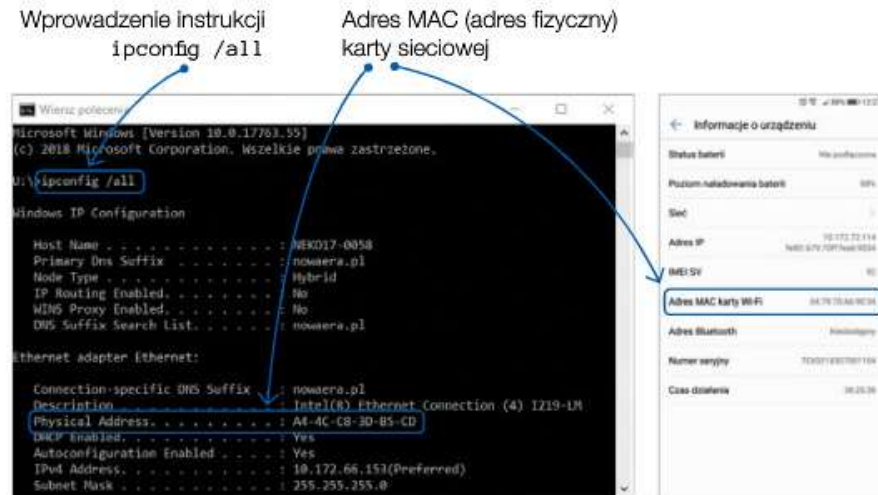 Wprowadzenie instrukcji
ipconfig /all
Adres MAC (adres fizyczny)
karty sieciowej
Wiersz polecenia
Microsoft Windows [Version 10.0.17763.55]
(c) 2018 Microsoft Corporation. Wszelkie prawa zastrzeżone.
U:\>ipconfig /all
Windows IP Configuration
Host Name . . . . . . . . . . . . : NEKO17-0058
Primary Dns Suffix . . . . . . . : nowaera.pl
Node Type . . . . . . . . . . . . : Hybrid
IP Routing Enabled. . . . . . . . : No
WINS Proxy Enabled. . . . . . . . : No
DNS Suffix Search List. . . . . . : nowaera.pl
Ethernet adapter Ethernet:
Connection-specific DNS Suffix . : nowaera.pl
Description . . . . . . . . . . . : Intel(R) Ethernet Connection (4) I219-LM
Physical Address. . . . . . . . . : A4-4C-C8-3D-B5-CD
DHCP Enabled. . . . . . . . . . . : Yes
Autoconfiguration Enabled . . . . : Yes
IPv4 Address. . . . . . . . . . . : 10.172.66.153(Preferred)
Subnet Mask . . . . . . . . . . . : 255.255.255.0
Informacje o urządzeniu
Status baterii
Poziom naładowania baterii
Sieć
Adres IP 10.172.72.114
IMEI SV
Adres MAC karty Wi-Fi
Adres Bluetooth Niedostępny
Numer seryjny
Czas działania